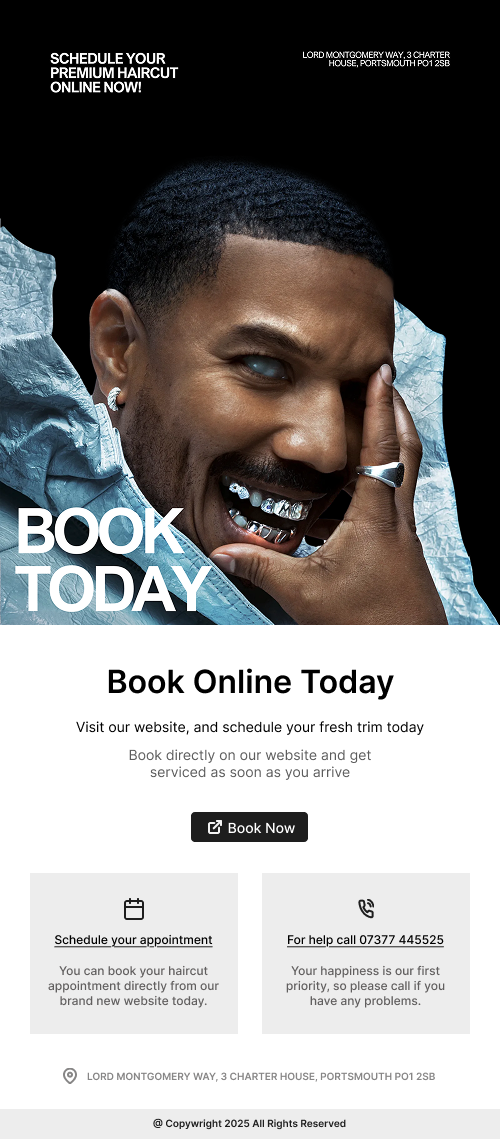 SCHEDULE YOUR
PREMIUM HAIRCUT
ONLINE NOW!
LORD MONTGOMERY WAY, 3 CHARTER
HOUSE, PORTSMOUTH PO1 2SB
BOOK
TODAY
Book Online Today
Visit our website, and schedule your fresh trim today
Book directly on our website and get
serviced as soon as you arrive
Book Now
Schedule your appointment
You can book your haircut
appointment directly from our
brand new website today.
For help call 07377 445525
Your happiness is our first
priority, so please call if you
have any problems.
LORD MONTGOMERY WAY, 3 CHARTER HOUSE, PORTSMOUTH PO1 2SB
@ Copywright 2025 All Rights Reserved